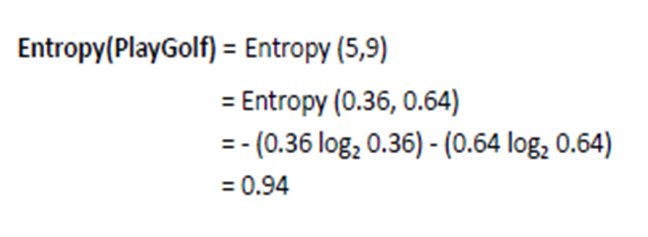 Entropy(PlayGolf) = Entropy (5,9)
= Entropy (0.36, 0.64)
= - (0.36 log₂ 0.36) - (0.64 log₂ 0.64)
= 0.94